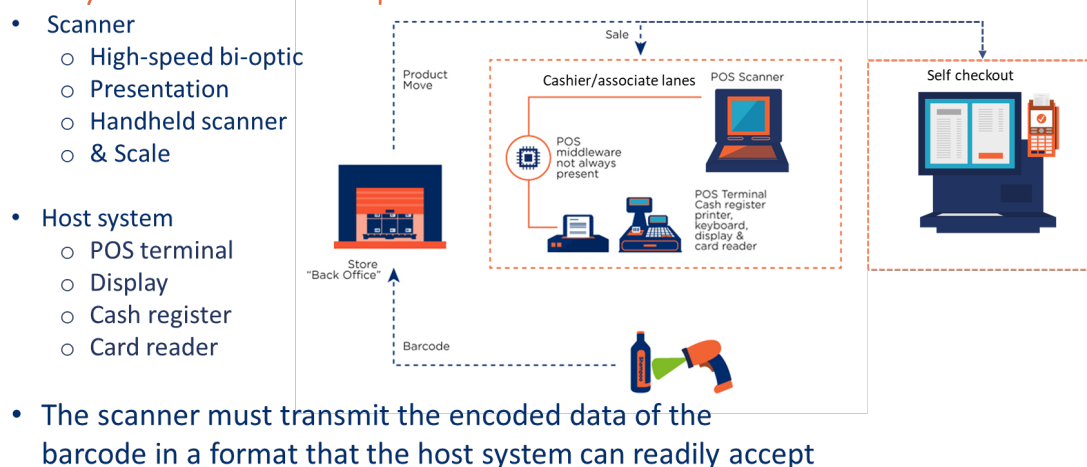 • Scanner
o High-speed bi-optic
o Presentation
o Handheld scanner
o & Scale
• Host system
o POS terminal
o Display
o Cash register
o Card reader
Sale
Product
Move
Cashier/associate lanes
POS Scanner
POS
middleware
not always
present
POS Terminal
Cash register
printer,
keyboard,
display &
card reader
Self checkout
Store
"Back Office"
Barcode
Shampoo
• The scanner must transmit the encoded data of the
barcode in a format that the host system can readily accept